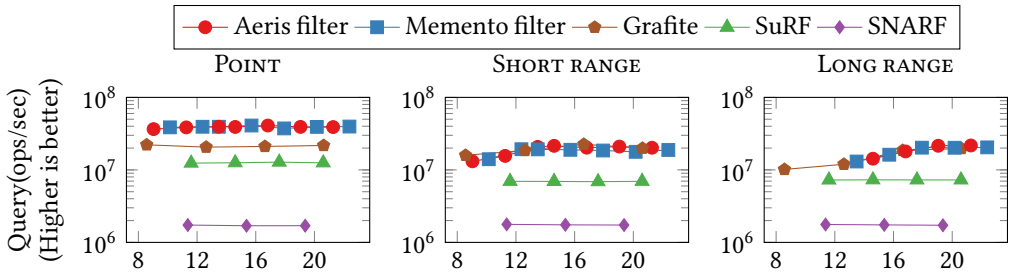 Aeris filter Memento filter Grafite SuRF SNARF
POINT SHORT RANGE LONG RANGE
Query(ops/sec)
(Higher is better)
10^8 10^8 10^8
10^7 10^7 10^7
10^6 10^6 10^6
8 12 16 20 8 12 16 20 8 12 16 20